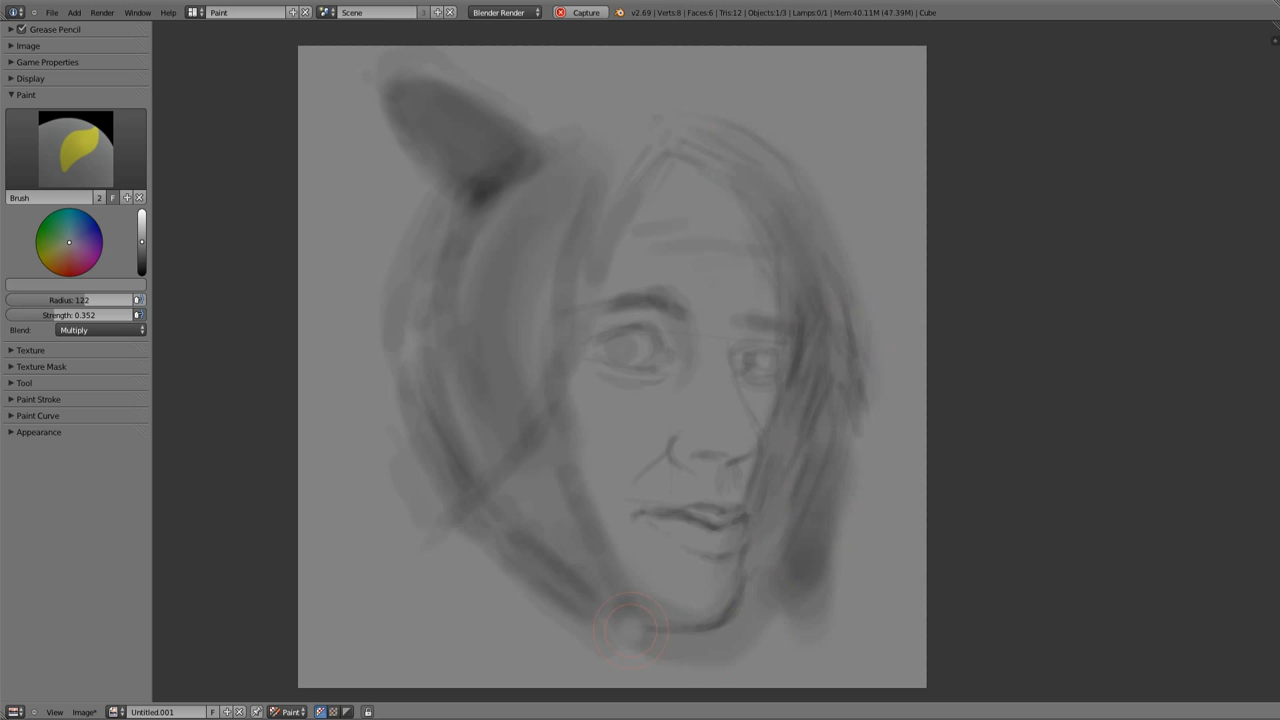 File Add Render Window Help Paint Scene 3 Blender Render Capture v2.69 | Verts:8 | Faces:6 | Tris:12 | Objects:1/3 | Lamps:0/1 | Mem:40.11M (47.39M) | Cube
Grease Pencil
Image
Game Properties
Display
Paint
Brush 2 F
Radius: 122
Strength: 0.352
Blend: Multiply
Texture
Texture Mask
Tool
Paint Stroke
Paint Curve
Appearance
View Image* Untitled.001 F Paint